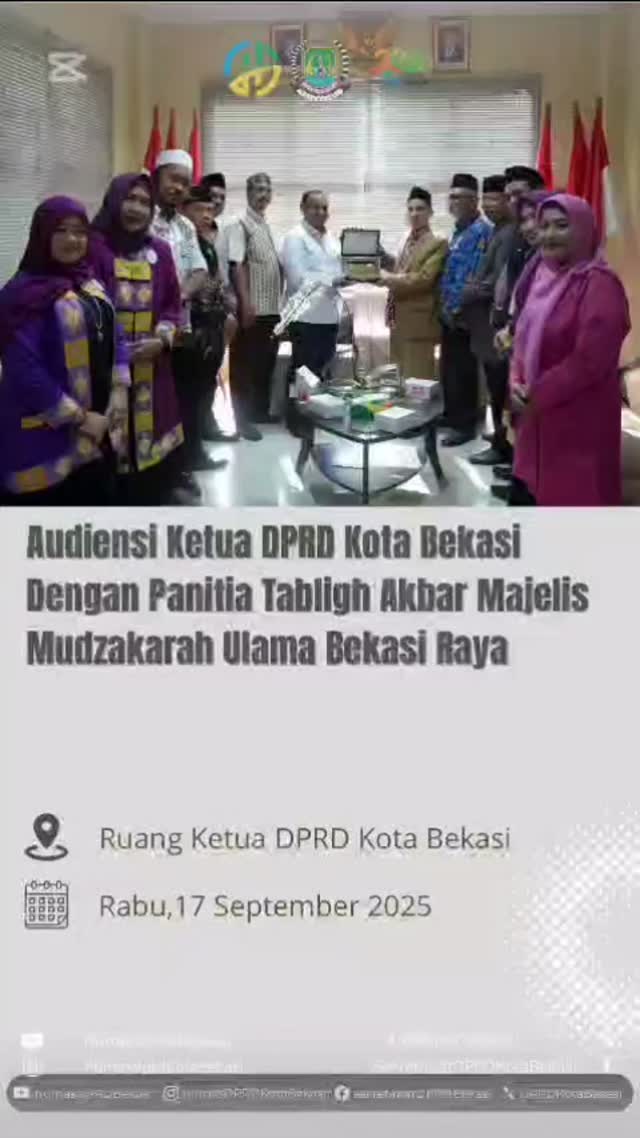 Audiensi Ketua DPRD Kota Bekasi
Dengan Panitia Tabligh Akbar Majelis
Mudzakarah Ulama Bekasi Raya
Ruang Ketua DPRD Kota Bekasi
Rabu,17 September 2025